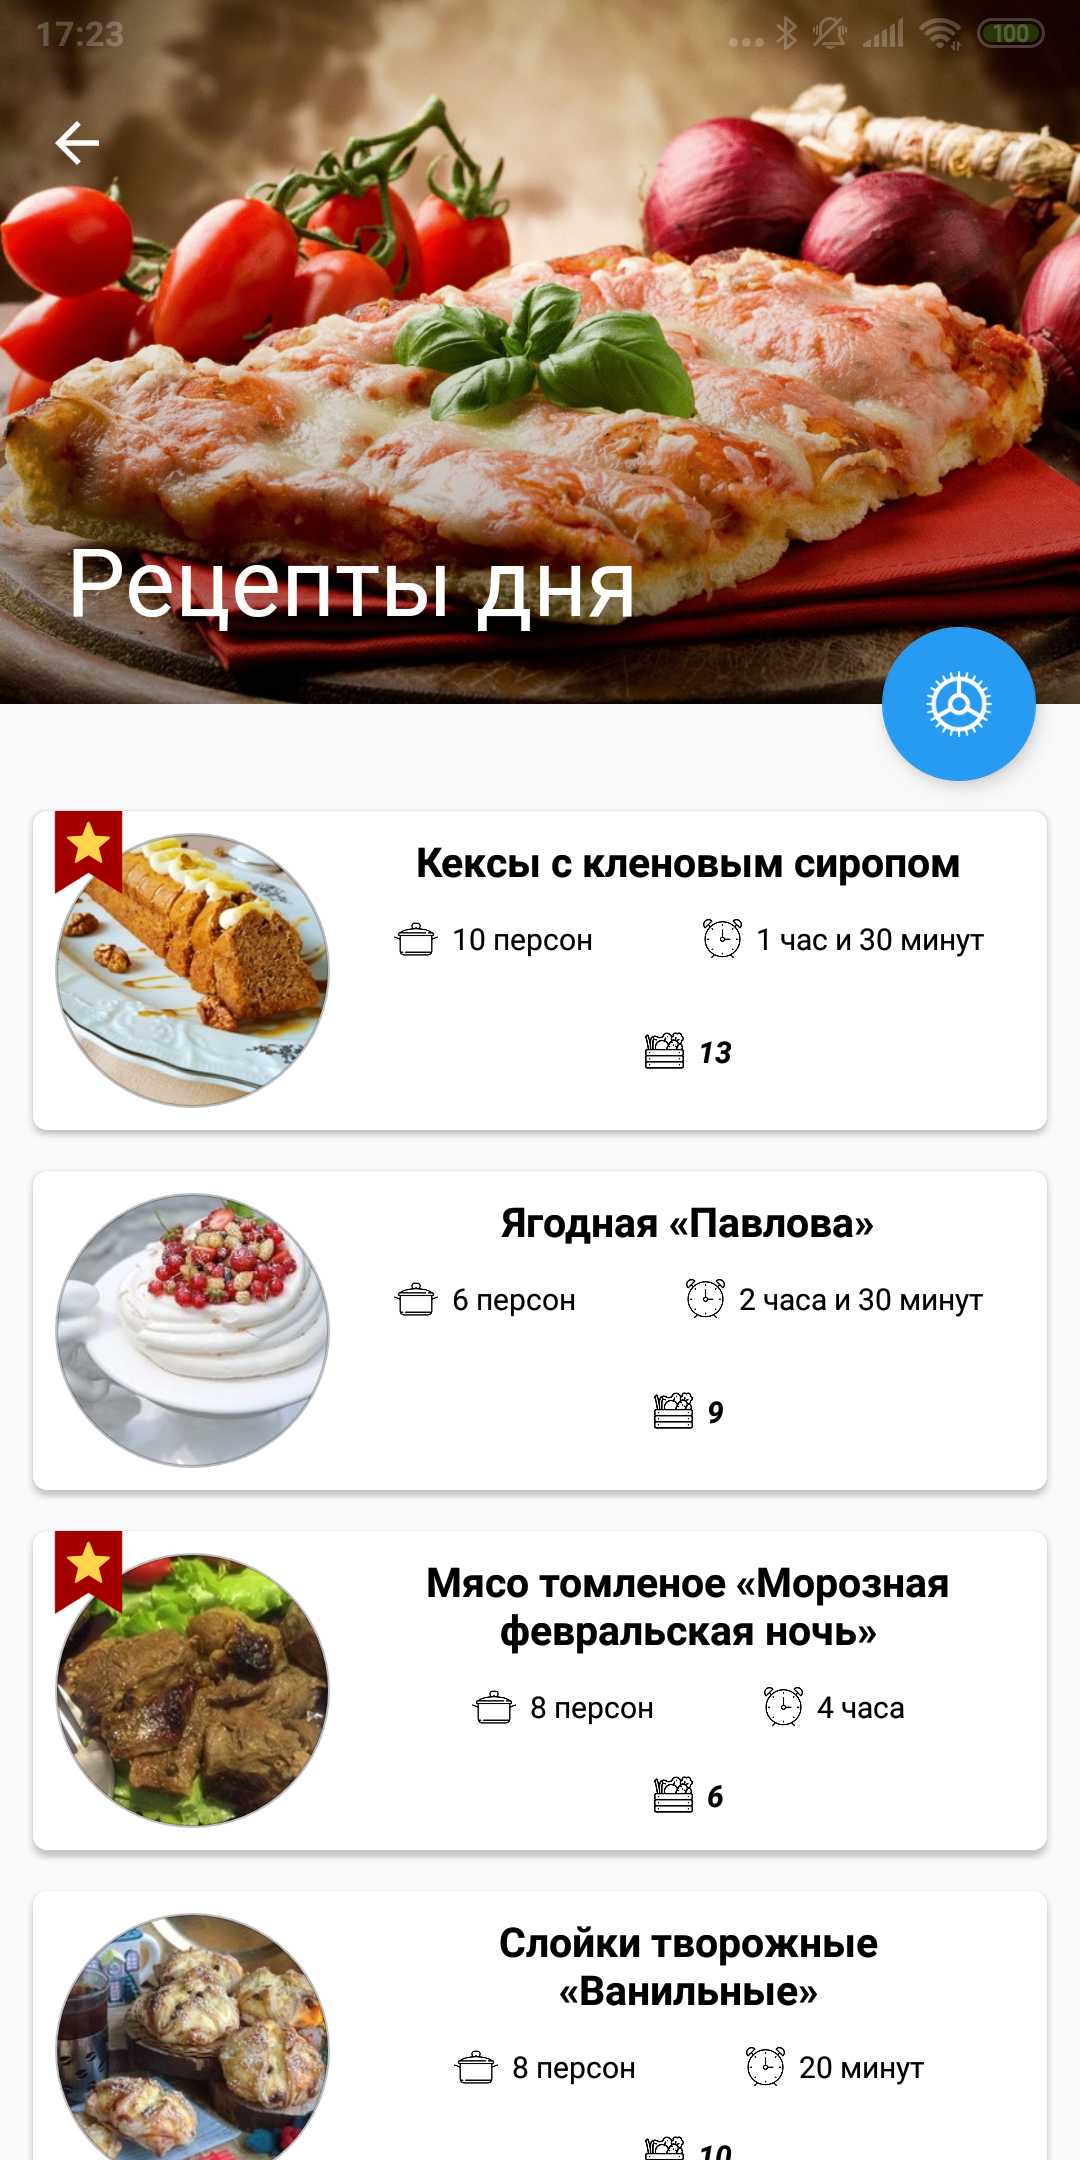 17:23
100
Рецепты дня
Кексы с кленовым сиропом
10 персон
1 час и 30 минут
13
Ягодная «Павлова»
6 персон
2 часа и 30 минут
9
Мясо томленое «Морозная
февральская ночь»
8 персон
4 часа
6
Слойки творожные
«Ванильные»
8 персон
20 минут
10